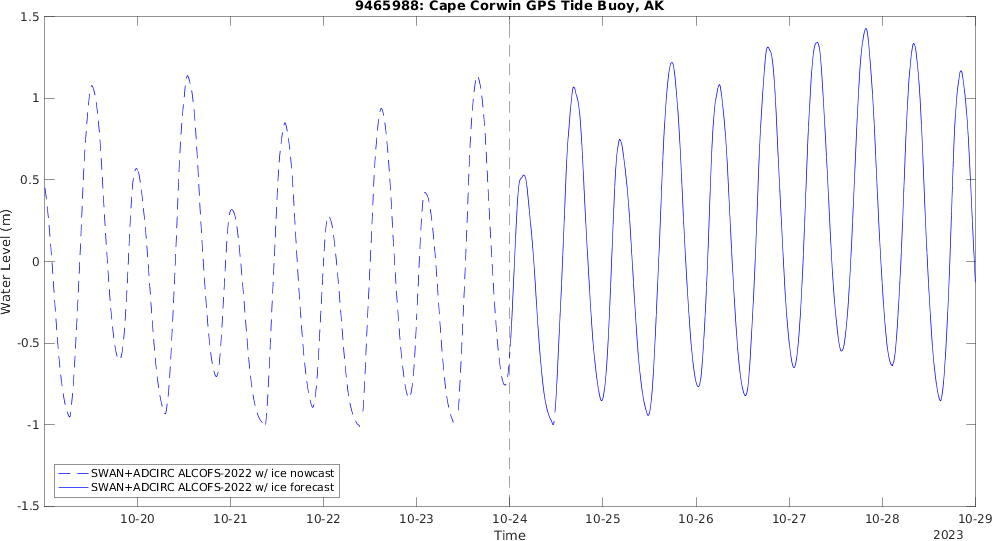 9465988: Cape Corwin GPS Tide Buoy, AK
Water Level (m)
1.5
1
0.5
0
-0.5
-1
-1.5
SWAN+ADCIRC ALCOFS-2022 w/ ice nowcast
SWAN+ADCIRC ALCOFS-2022 w/ ice forecast
10-20 10-21 10-22 10-23 10-24 10-25 10-26 10-27 10-28 10-29
Time
2023